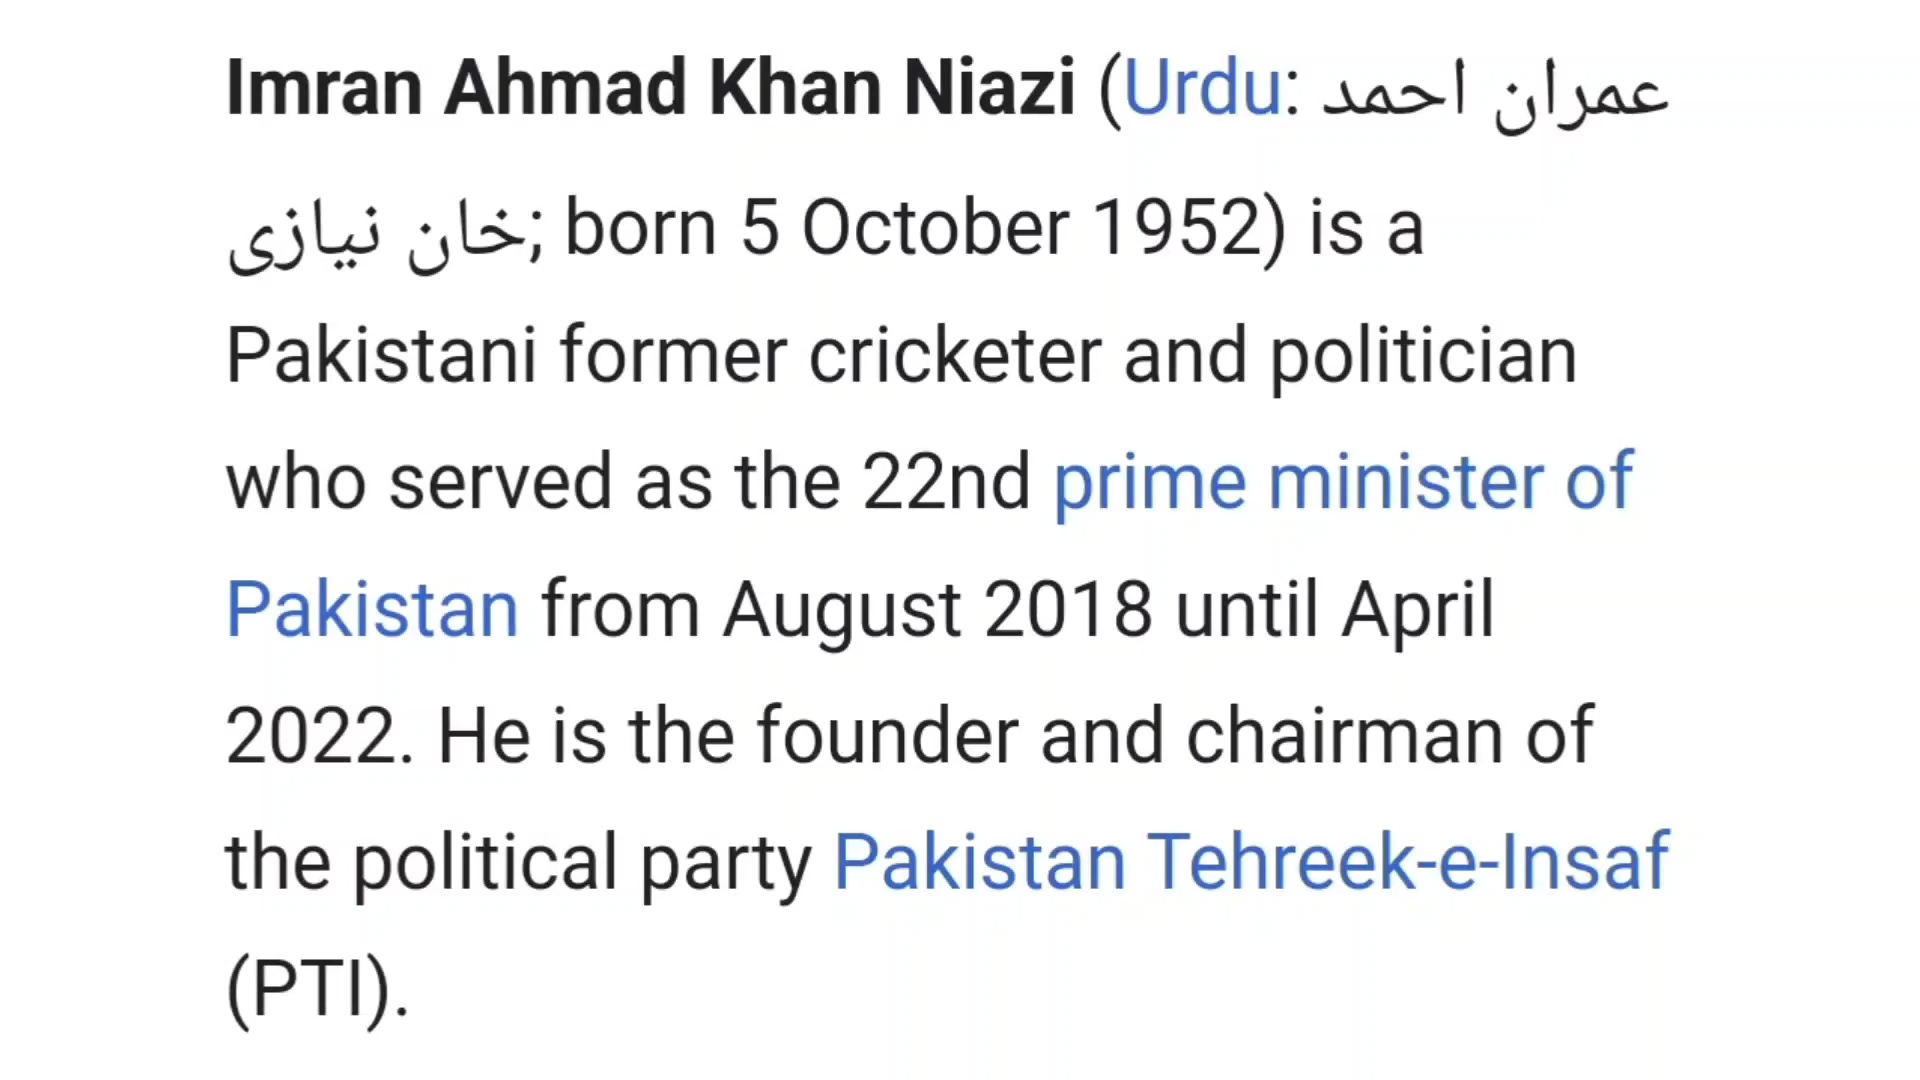 Imran Ahmad Khan Niazi (Urdu: عمران احمد
خان نیازی; born 5 October 1952) is a
Pakistani former cricketer and politician
who served as the 22nd prime minister of
Pakistan from August 2018 until April
2022. He is the founder and chairman of
the political party Pakistan Tehreek-e-Insaf
(PTI).